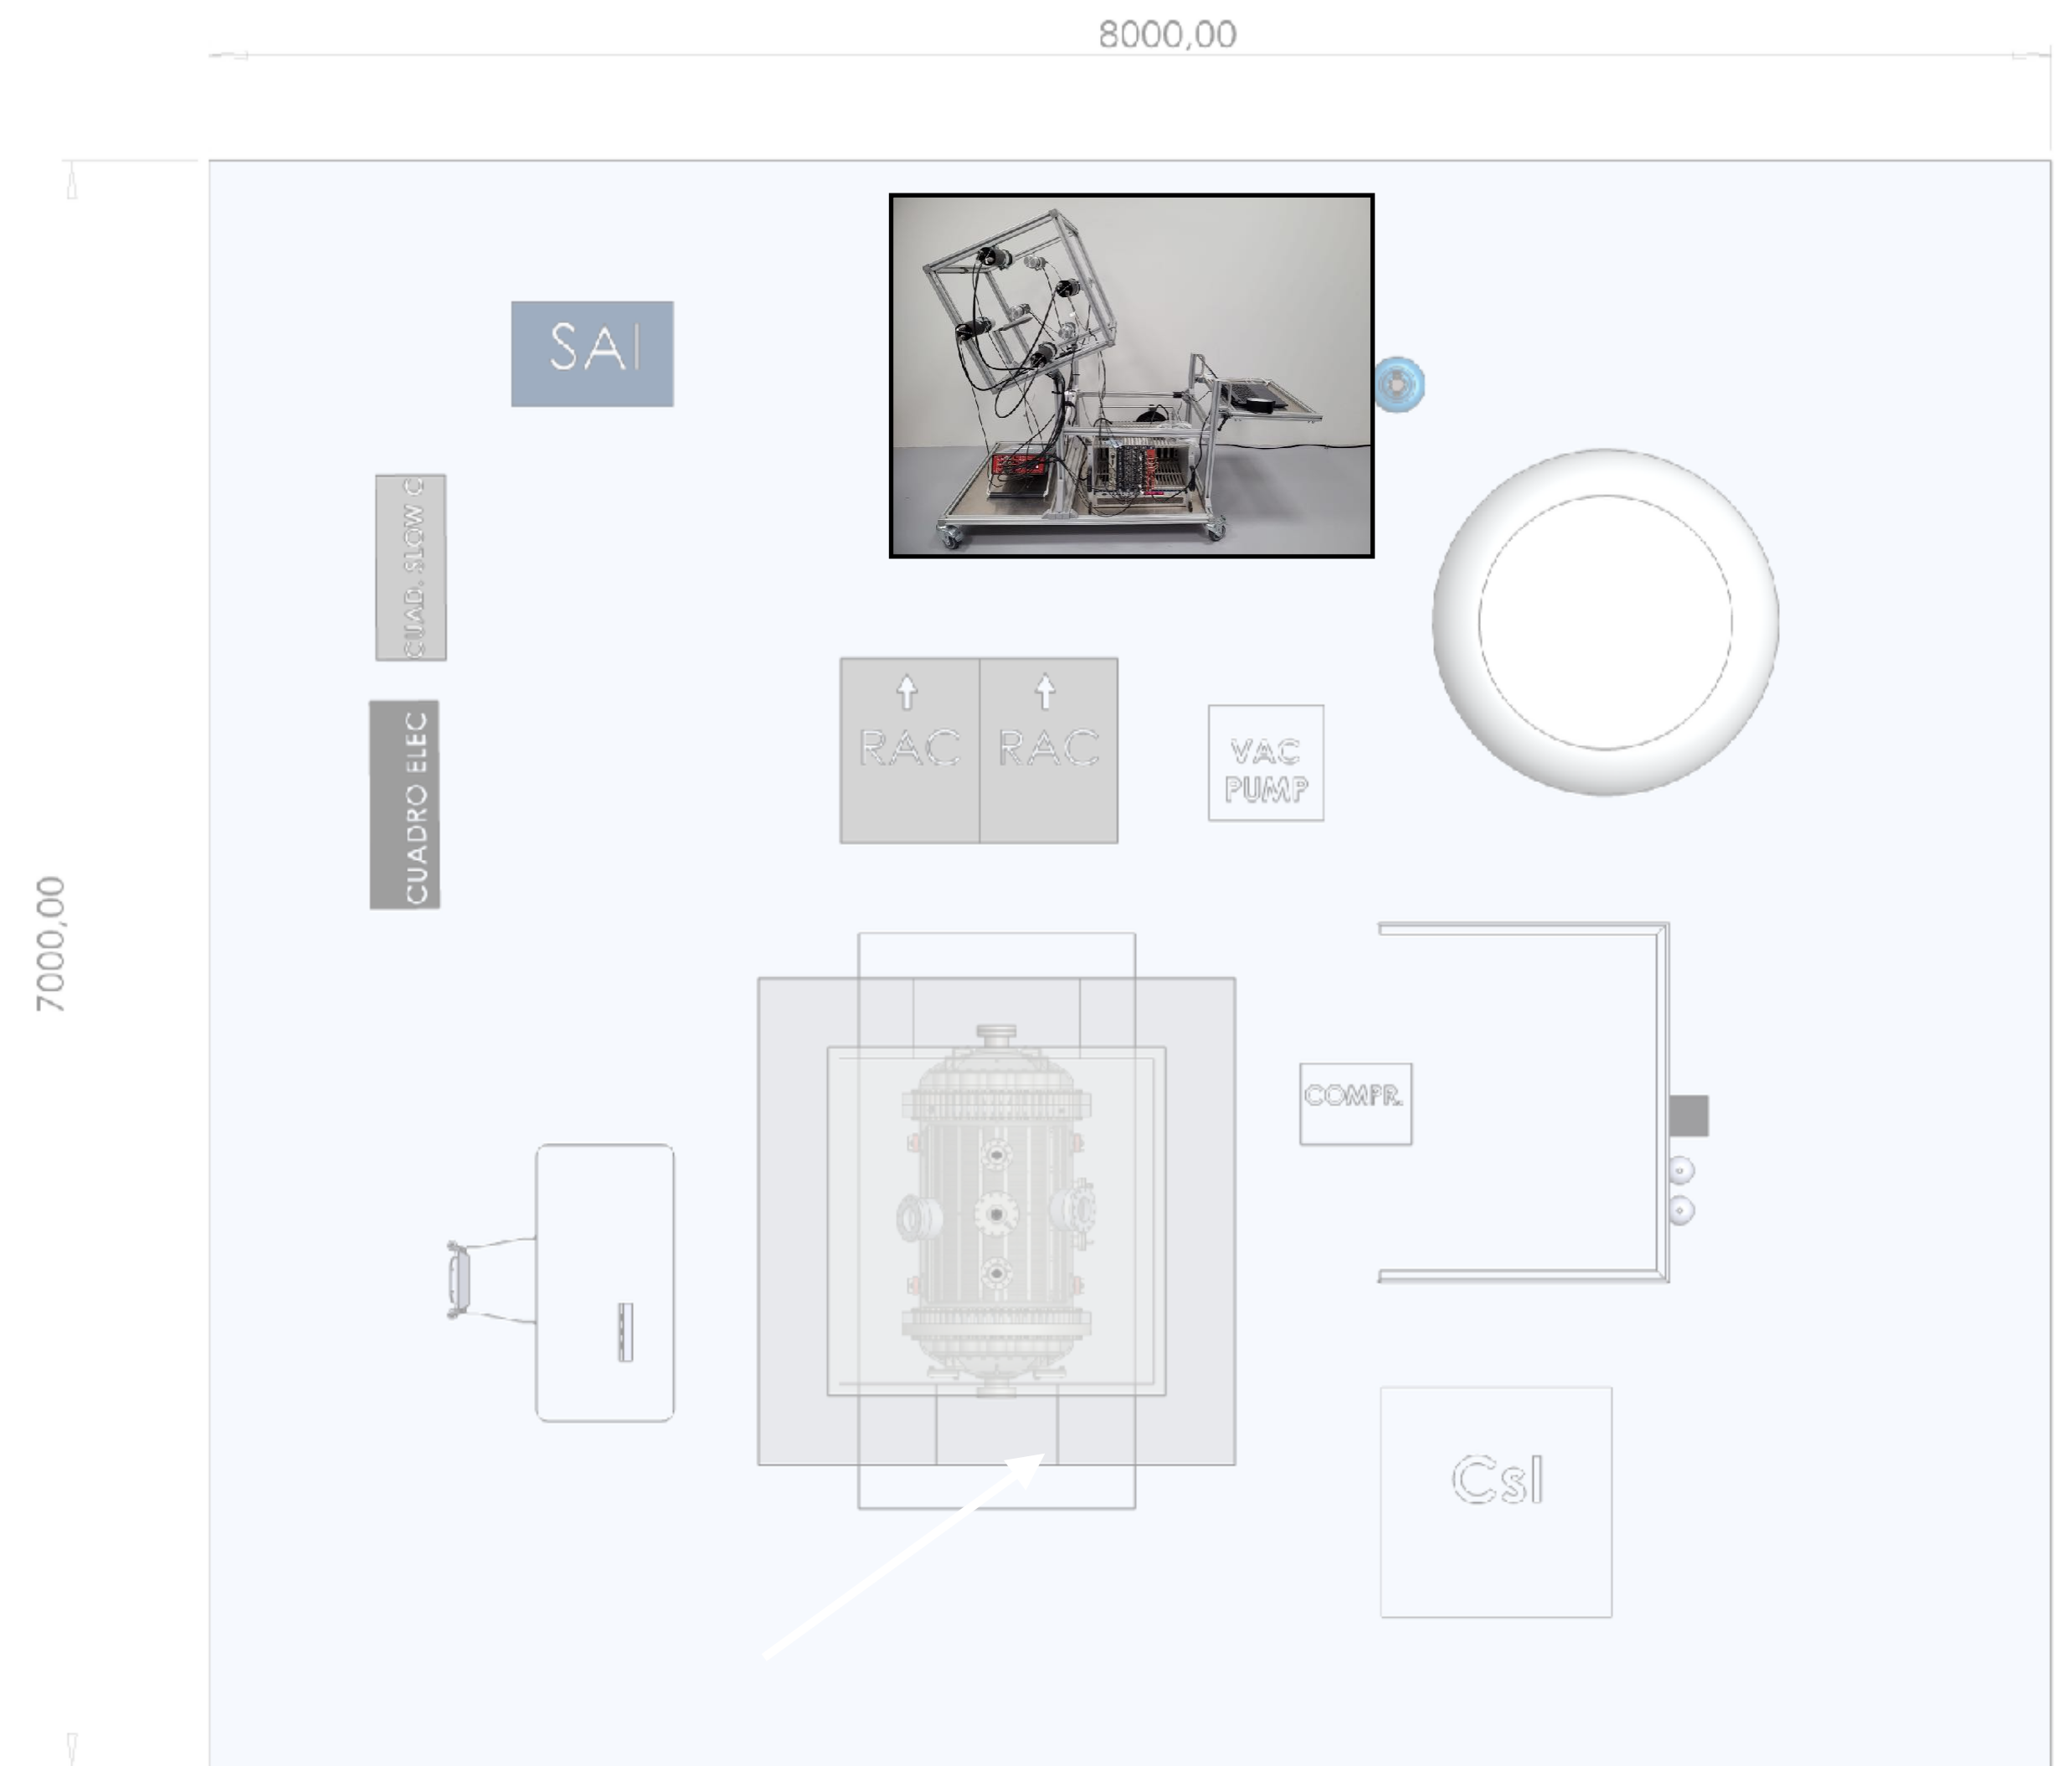 8000,00
SAI
CUAD. SLOW C
RAC RAC
VAC
PUMP
CUADRO ELEC
7000,00
COMPR.
CsI